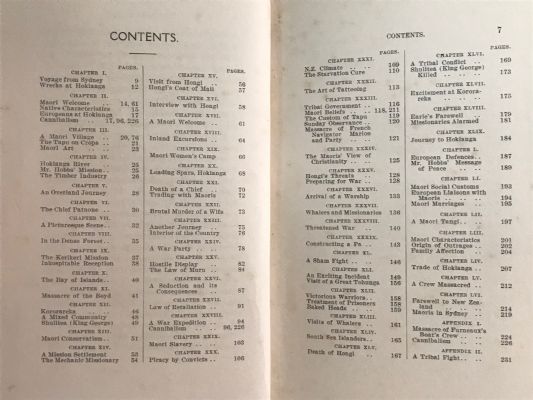 CONTENTS.
PAGES.
CHAPTER I.
Voyage from Sydney 9
Wrecks at Hokianga 12
CHAPTER II.
Maori Welcome .. 14, 61
Native Characteristics 15
Europeans at Hokianga 17
Cannibalism .. 17, 96, 226
CHAPTER III.
A Maori Village .. 20, 76
The Tapu on Crops .. 21
Maori Art .. 23
CHAPTER IV.
Hokianga River .. 25
Mr. Hobbs' Mission .. 25
The Timber Industry 26
CHAPTER V.
An Overland Journey 28
CHAPTER VI.
The Chief Patuone .. 30
CHAPTER VII.
A Picturesque Scene .. 32
CHAPTER VIII.
In the Dense Forest .. 35
CHAPTER IX.
The Kerikeri Mission 37
Inhospitable Reception 38
CHAPTER X.
The Bay of Islands .. 40
CHAPTER XI.
Massacre of the Boyd 41
CHAPTER XII.
Kororareka .. 46
A Mixed Community .. 48
Shulitea (King George) 49
CHAPTER XIII.
Maori Conservatism .. 51
CHAPTER XIV.
A Mission Settlement 53
The Mechanic Missionary 54
PAGES.
CHAPTER XV.
Visit from Hongi .. 56
Hongi's Coat of Mail 57
CHAPTER XVI.
Interview with Hongi 58
CHAPTER XVII.
A Maori Welcome .. 61
CHAPTER XVIII.
Inland Excursions .. 64
CHAPTER XIX.
Maori Women's Camp 66
CHAPTER XX.
Loading Spars, Hokianga 68
CHAPTER XXI.
Death of a Chief .. 70
Trading with Maoris .. 72
CHAPTER XXII.
Brutal Murder of a Wife 73
CHAPTER XXIII.
Another Journey .. 75
Interior of the Country 76
CHAPTER XXIV.
A War Party .. 78
CHAPTER XXV.
Hostile Display .. 82
The Law of Muru .. 84
CHAPTER XXVI.
A Seduction and its
Consequences .. 87
CHAPTER XXVII.
Law of Retaliation .. 91
CHAPTER XXVIII.
A War Expedition .. 94
Cannibalism .. 96, 226
CHAPTER XXIX.
Maori Slavery .. 103
CHAPTER XXX.
Piracy by Convicts .. 106
CONTENTS. 7
PAGES.
CHAPTER XXXI.
N.Z. Climate .. 109
The Starvation Cure 110
CHAPTER XXXII.
The Art of Tattooing 113
CHAPTER XXXIII.
Tribal Government .. 116
Maori Beliefs .. 118, 211
The Custom of Tapu 119
Sunday Observance .. 120
Massacre of French
Navigator Marion
and Party .. 121
CHAPTER XXXIV.
The Maoris' View of
Christianity .. 125
CHAPTER XXXV.
Hongi's Threats .. 128
Preparing for War .. 128
CHAPTER XXXVI.
Arrival of a Warship 133
CHAPTER XXXVII.
Whalers and Missionaries 136
CHAPTER XXXVIII.
Threatened War .. 140
CHAPTER XXXIX.
Constructing a Pa .. 143
CHAPTER XL.
A Sham Fight .. 146
CHAPTER XLI.
An Exciting Incident 149
Visit of a Great Tohunga 156
CHAPTER XLII.
Victorious Warriors .. 158
Treatment of Prisoners 158
Baked Heads .. 159
CHAPTER XLIII.
Visits of Whalers .. 161
CHAPTER XLIV.
South Sea Islanders.. 165
CHAPTER XLV.
Death of Hongi .. 167
PAGES.
CHAPTER XLVI.
A Tribal Conflict .. 169
Shulitea (King George)
Killed .. 173
CHAPTER XLVII.
Excitement at Korora-
reka .. 175
CHAPTER XLVIII.
Earle's Farewell .. 179
Missionaries Alarmed 181
CHAPTER XLIX.
Journey to Hokianga 184
CHAPTER L.
European Defences.. 187
Mr. Hobbs' Message
of Peace .. 189
CHAPTER LI.
Maori Social Customs 193
European Liaisons with
Maoris .. 194
Maori Marriages .. 195
CHAPTER LII.
A Maori Tangi.. 197
CHAPTER LIII.
Maori Characteristics 201
Origin of Outrages .. 202
Family Affection .. 204
CHAPTER LIV.
Trade of Hokianga .. 207
CHAPTER LV.
A Crew Massacred .. 212
CHAPTER LVI.
Farewell to New Zea-
land .. 214
Maoris in Sydney .. 219
APPENDIX I.
Massacre of Furneaux's
Boat's Crew .. 224
Cannibalism .. 226
APPENDIX II.
A Tribal Fight.. 231